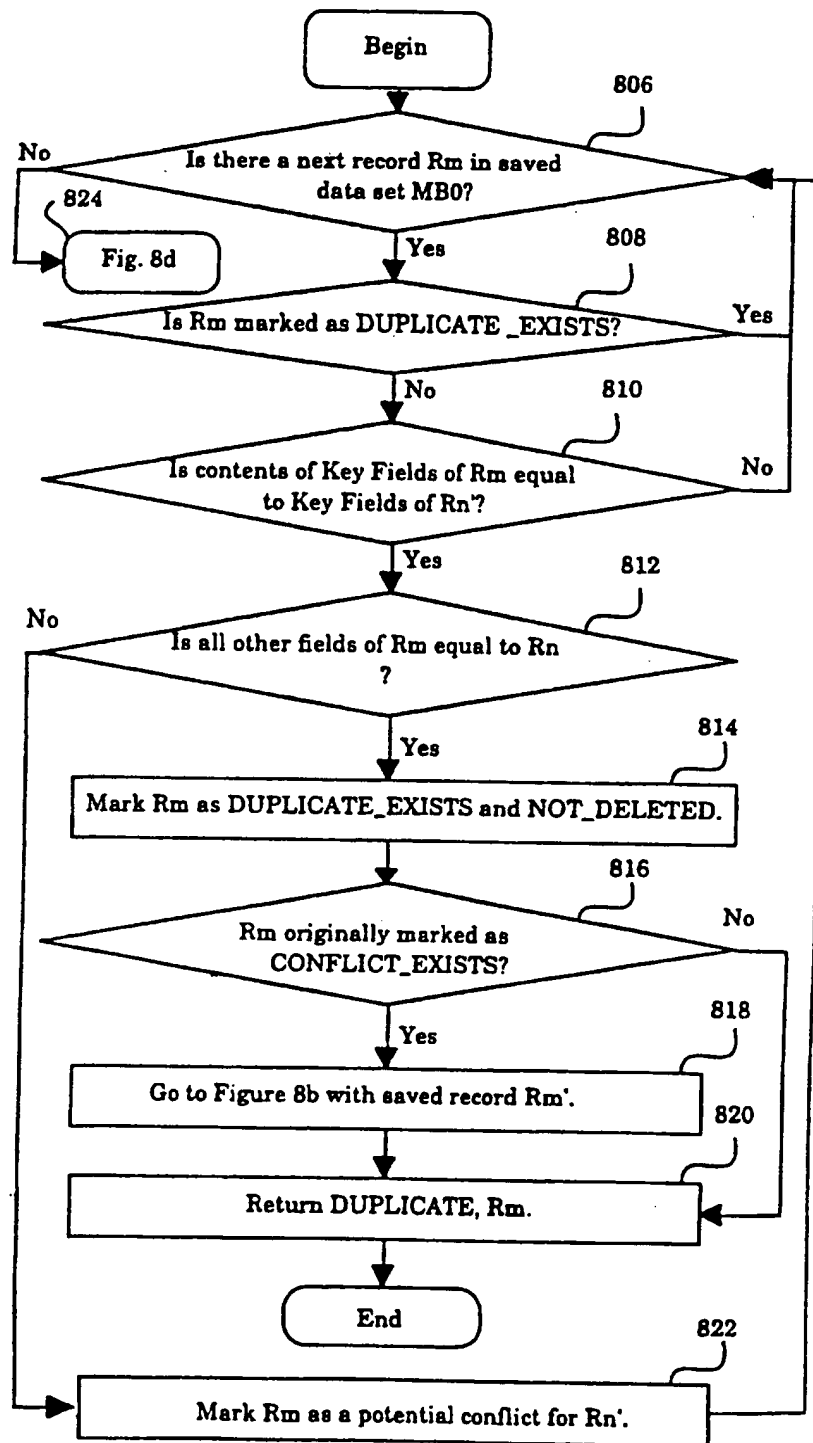 Begin
806
No
Is there a next record Rm in saved
data set MB0?
824
Yes
808
Fig. 8d
Is Rm marked as DUPLICATE _EXISTS?
Yes
No
810
Is contents of Key Fields of Rm equal
to Key Fields of Rn'?
No
Yes
812
No
Is all other fields of Rm equal to Rn
?
Yes
814
Mark Rm as DUPLICATE_EXISTS and NOT_DELETED.
816
No
Rm originally marked as
CONFLICT_EXISTS?
Yes
818
Go to Figure 8b with saved record Rm'.
820
Return DUPLICATE, Rm.
End
822
Mark Rm as a potential conflict for Rn'.